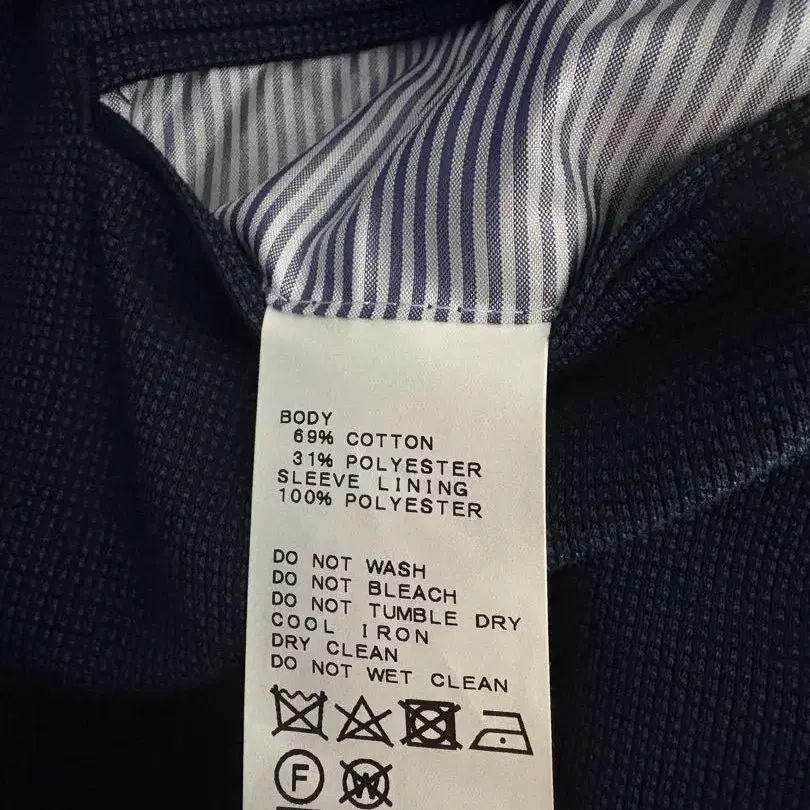 BODY
69% COTTON
31% POLYESTER
SLEEVE LINING
100% POLYESTER
DO NOT WASH
DO NOT BLEACH
DO NOT TUMBLE DRY
COOL IRON
DRY CLEAN
DO NOT WET CLEAN
F W